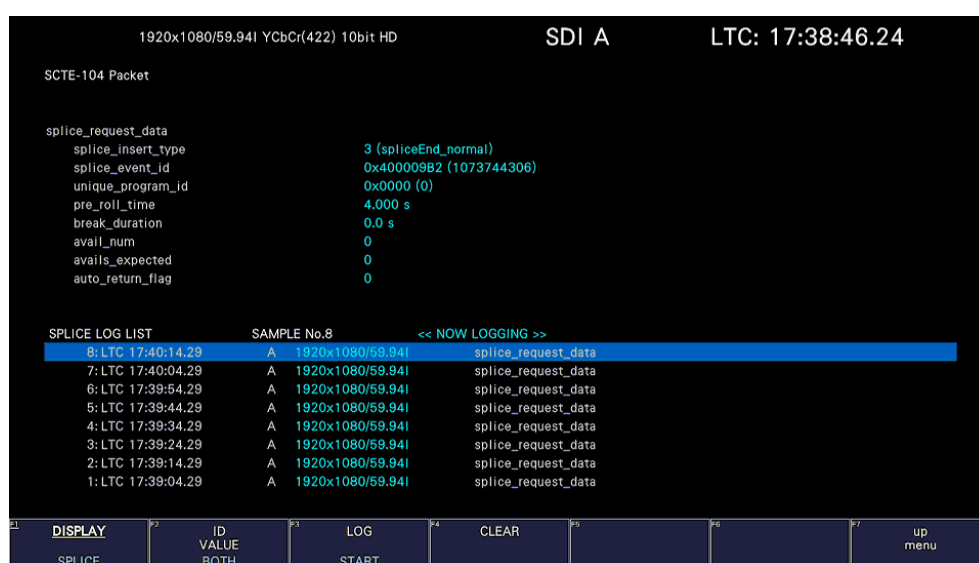 1920x1080/59.94I YCbCr(422) 10bit HD SDI A LTC: 17:38:46.24
SCTE-104 Packet
splice_request_data
splice_insert_type 3 (spliceEnd_normal)
splice_event_id 0x400009B2 (1073744306)
unique_program_id 0x0000 (0)
pre_roll_time 4.000 s
break_duration 0.0 s
avail_num 0
avails_expected 0
auto_return_flag 0
SPLICE LOG LIST SAMPLE No.8 << NOW LOGGING >>
8: LTC 17:40:14.29 A 1920x1080/59.94I splice_request_data
7: LTC 17:40:04.29 A 1920x1080/59.94I splice_request_data
6: LTC 17:39:54.29 A 1920x1080/59.94I splice_request_data
5: LTC 17:39:44.29 A 1920x1080/59.94I splice_request_data
4: LTC 17:39:34.29 A 1920x1080/59.94I splice_request_data
3: LTC 17:39:24.29 A 1920x1080/59.94I splice_request_data
2: LTC 17:39:14.29 A 1920x1080/59.94I splice_request_data
1: LTC 17:39:04.29 A 1920x1080/59.94I splice_request_data
F1 DISPLAY F2 ID F3 LOG F4 CLEAR F5 F6 F7 up
VALUE menu
SPLICE BOTH START